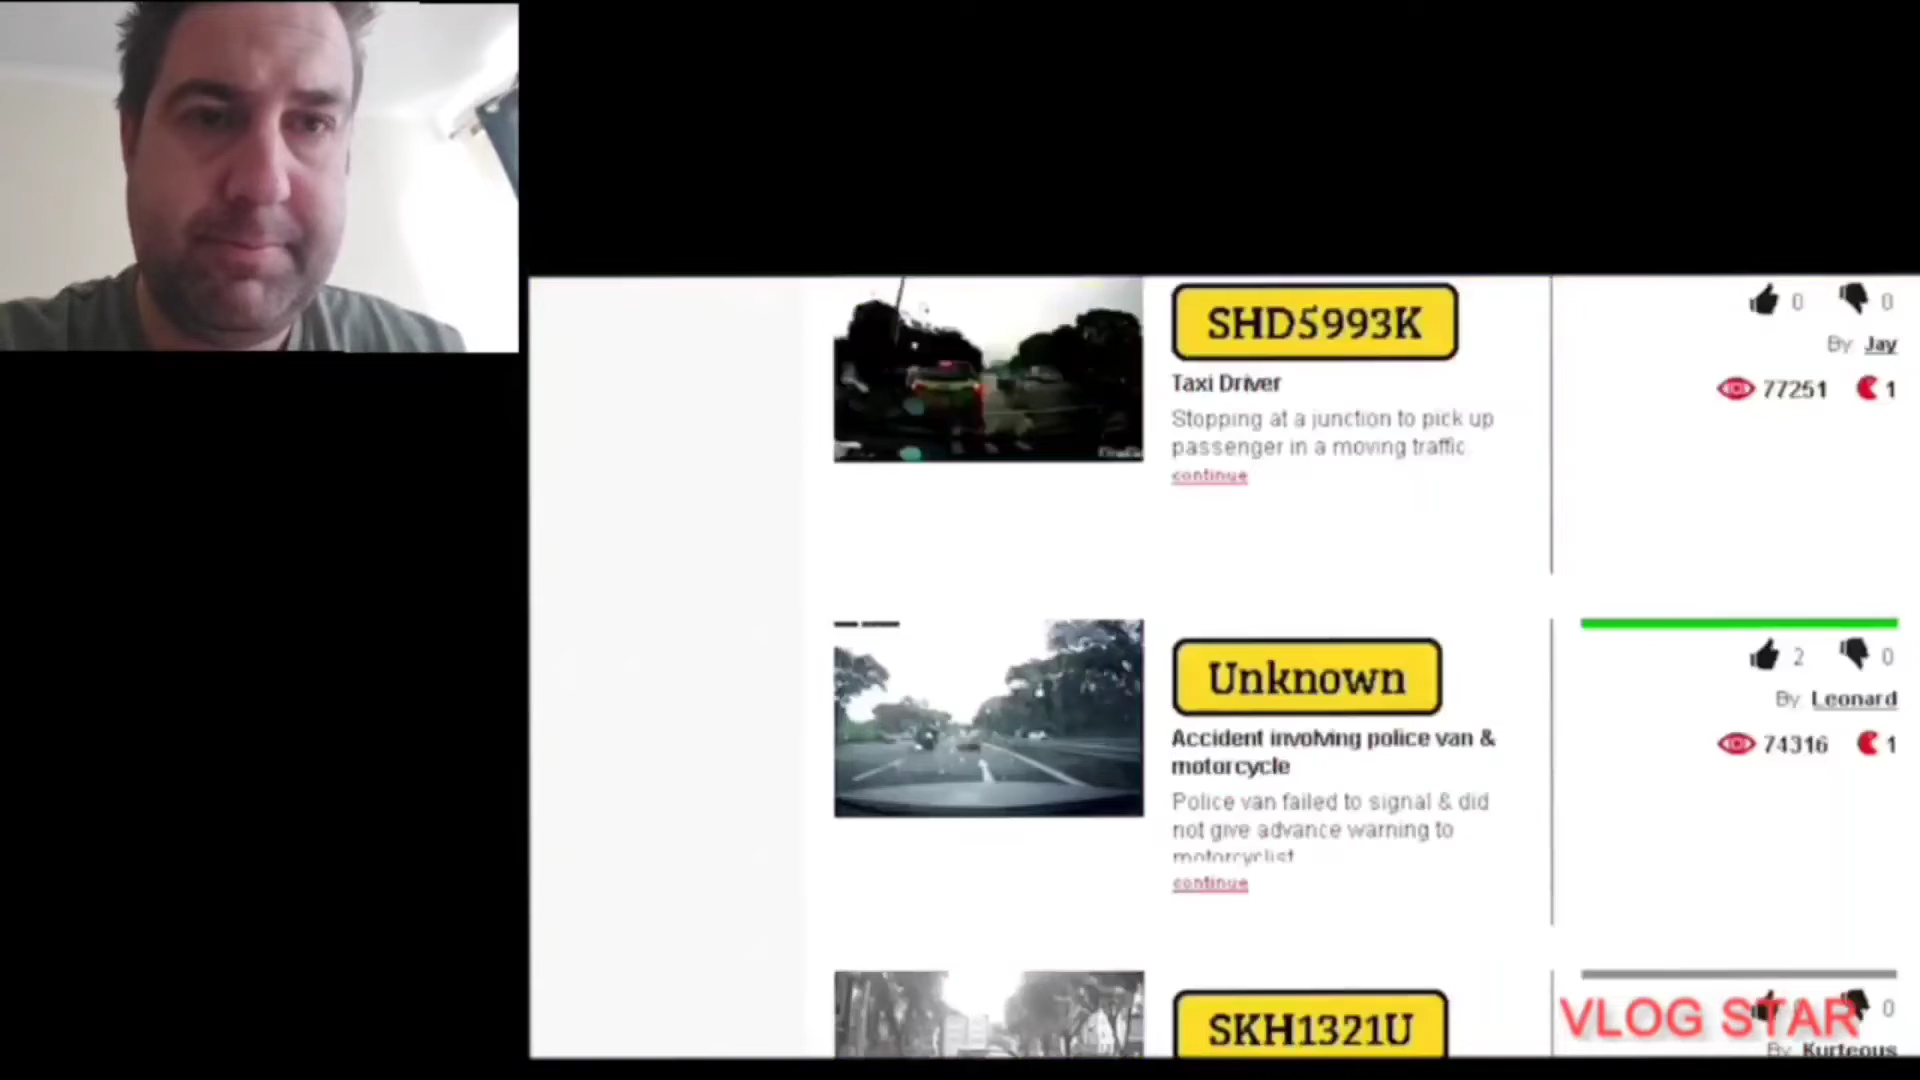 SHD5993K
Taxi Driver
Stopping at a junction to pick up
passenger in a moving traffic
continue
0 0
By: Jay
77251 1
Unknown
Accident involving police van &
motorcycle
Police van failed to signal & did
not give advance warning to
motorcyclist
continue
2 0
By: Leonard
74316 1
SKH1321U
0
By: Kurteous
VLOG STAR